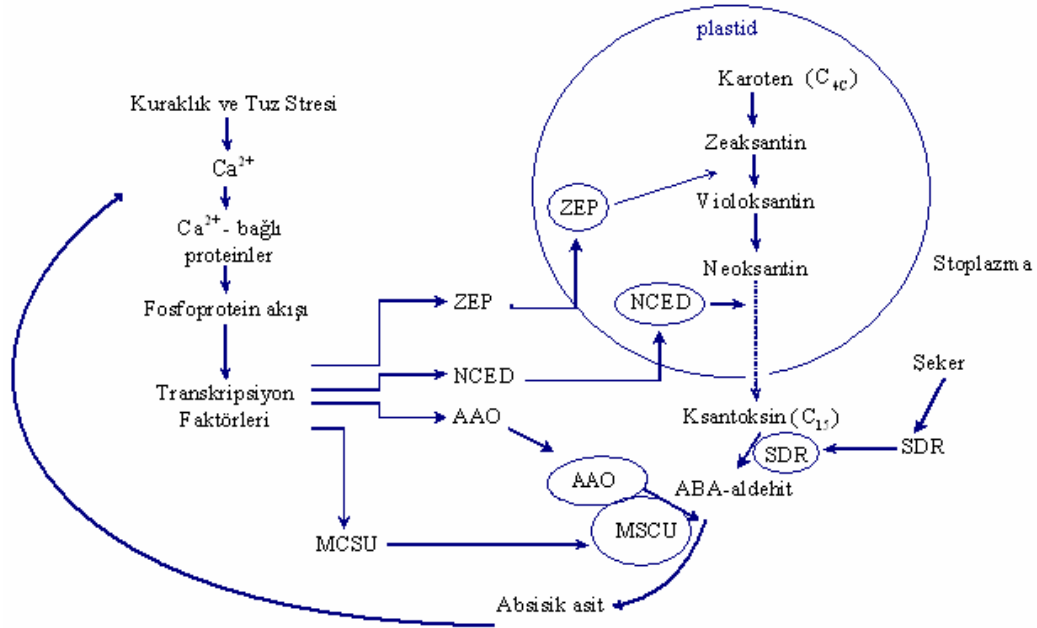 plastid
Karoten (C₄C)
Kuraklık ve Tuz Stresi
Zeaksantin
Ca²⁺
ZEP
Violoksantin
Ca²⁺- bağlı
proteinler
Neoksantin
Stoplazma
Fosfoprotein akışı
ZEP
NCED
Transkripsiyon
Faktörleri
NCED
Şeker
AAO
Ksantoksin (C₁₅)
SDR
SDR
AAO
ABA-aldehit
MCSU
MSCU
Absisik asit